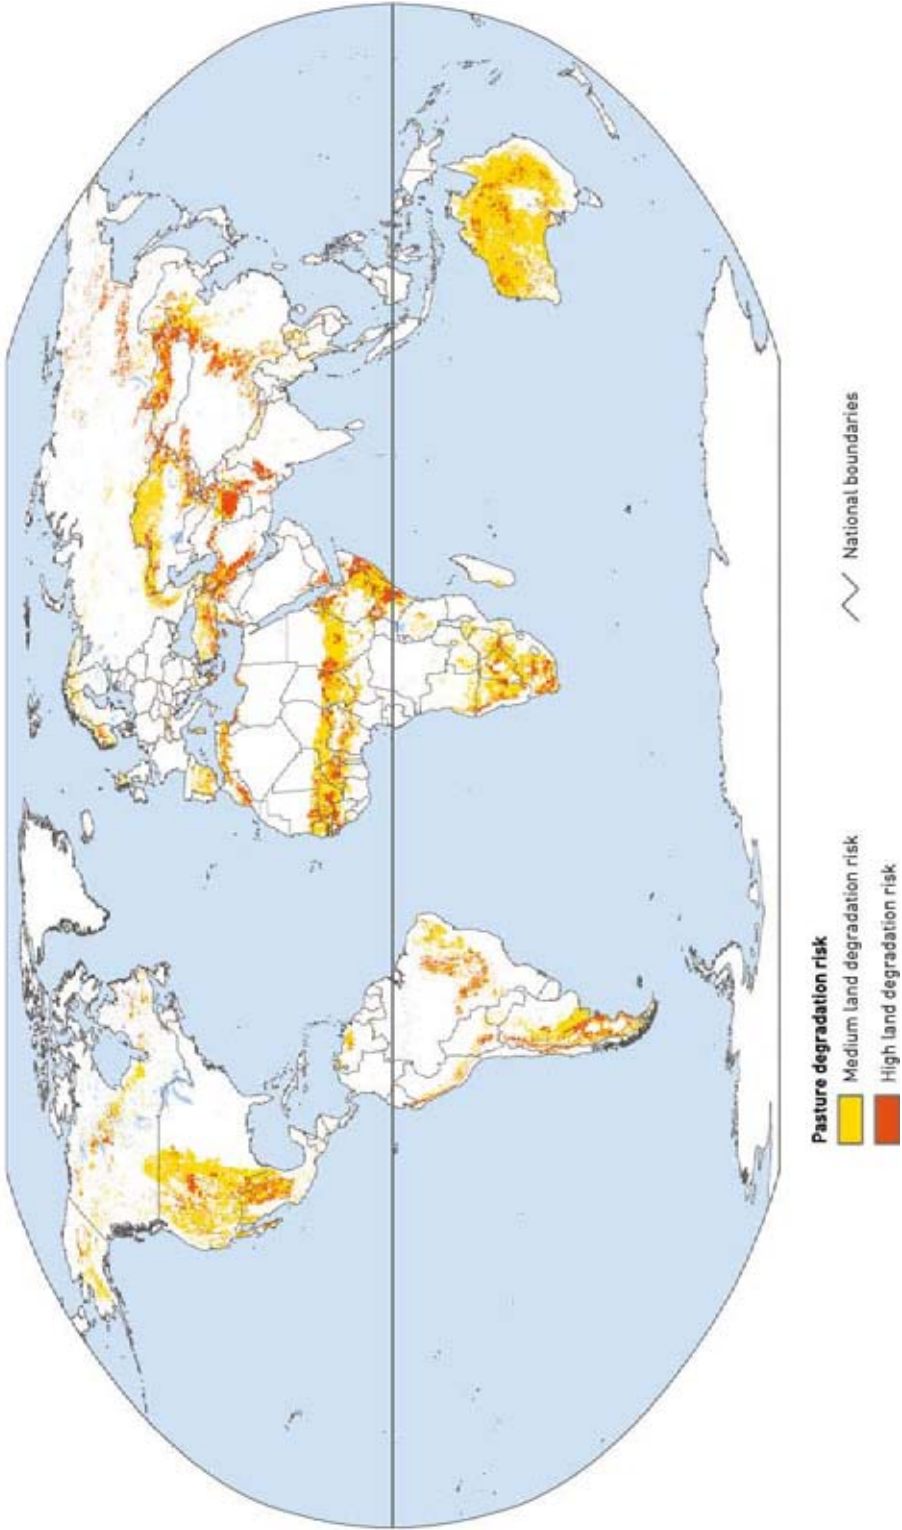 Pasture degradation risk
Medium land degradation risk
High land degradation risk
National boundaries